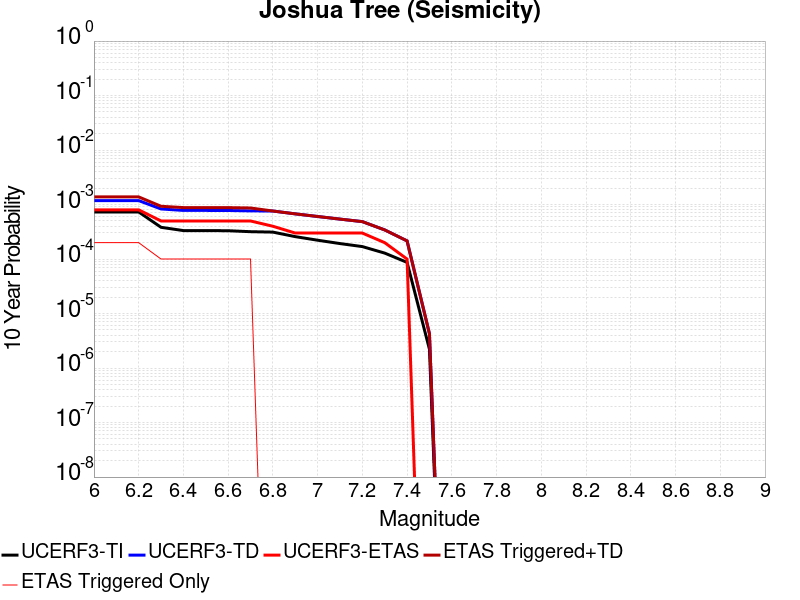 Joshua Tree (Seismicity)
10 0
10 -1
10 -2
10 -3
10 -4
10 -5
10 -6
10 -7
10 -8
10 Year Probability
6 6.2 6.4 6.6 6.8 7 7.2 7.4 7.6 7.8 8 8.2 8.4 8.6 8.8 9
Magnitude
UCERF3-TI UCERF3-TD UCERF3-ETAS ETAS Triggered+TD
ETAS Triggered Only